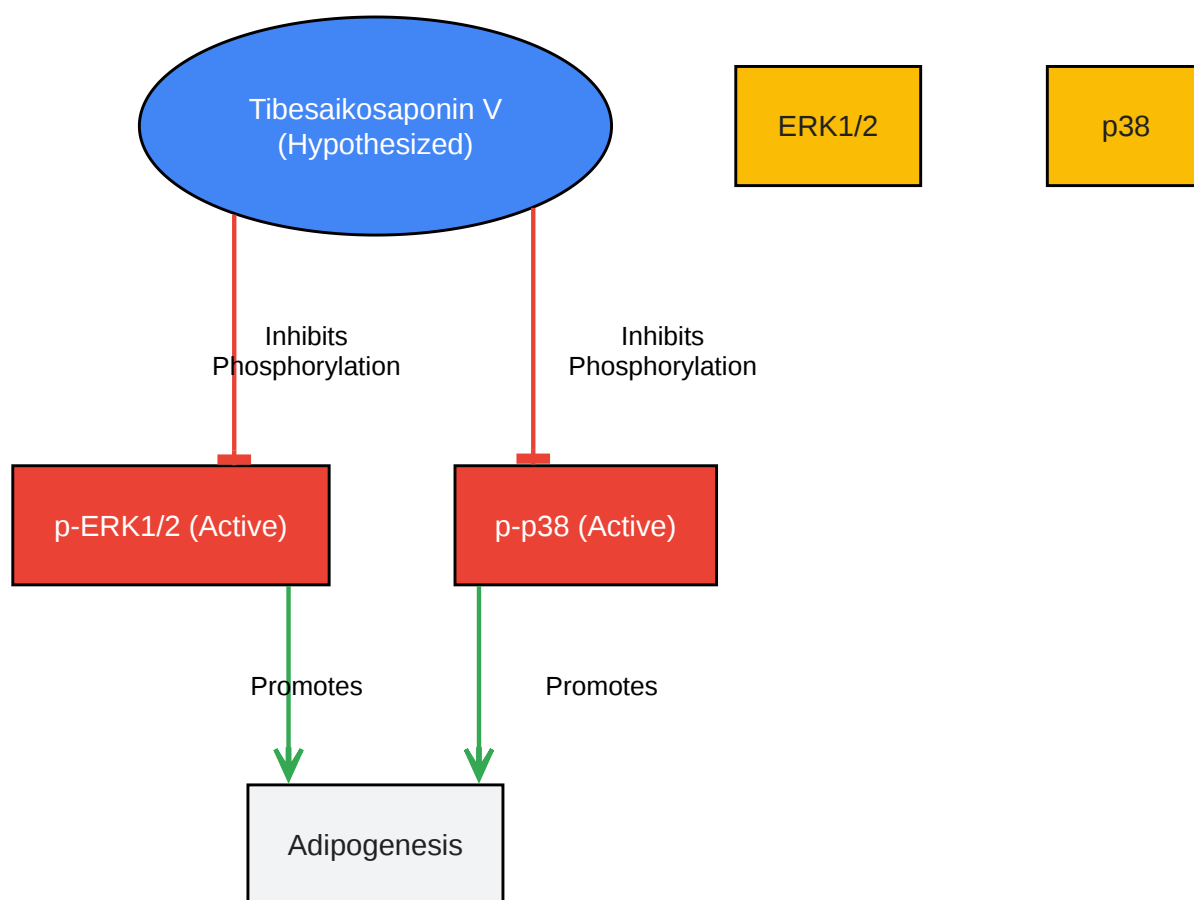 Tibesaikosaponin V
(Hypothesized)
ERK1/2
p38
Inhibits
Phosphorylation
Inhibits
Phosphorylation
p-ERK1/2 (Active)
p-p38 (Active)
Promotes
Promotes
Adipogenesis